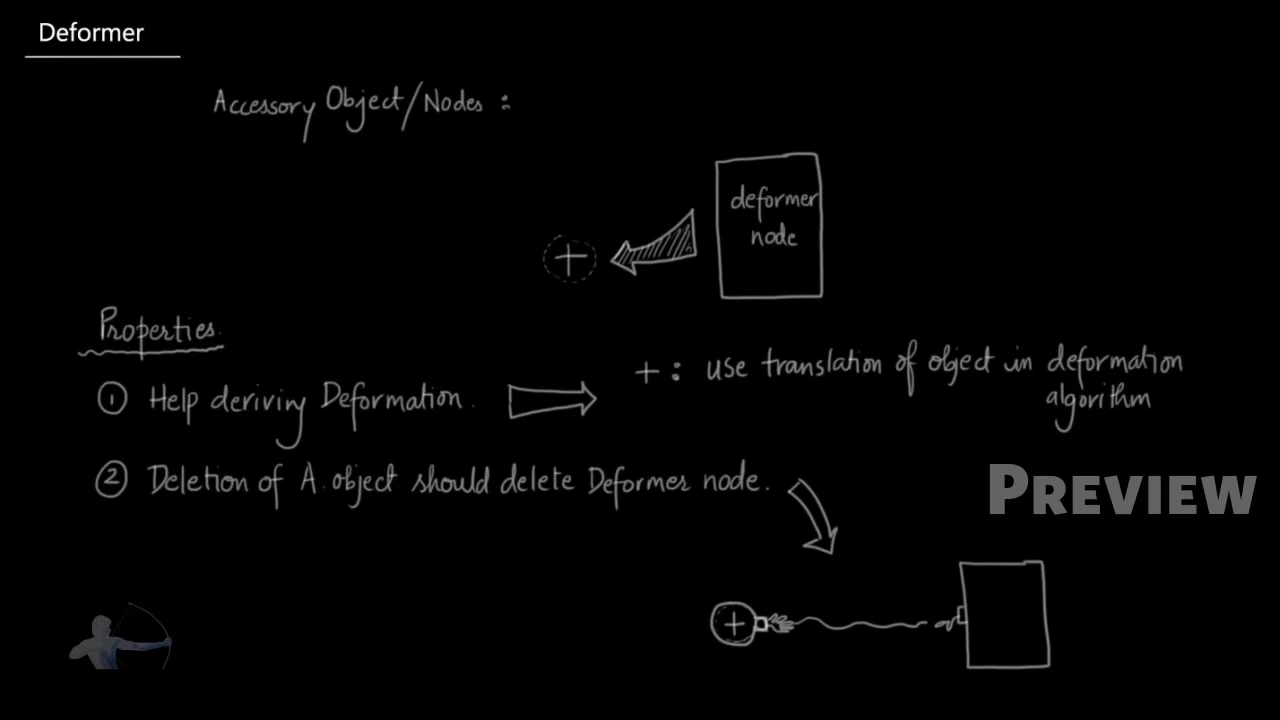 Deformer
Accessory Object/Nodes :
deformer
node
+
Properties.
+ : use translation of object in deformation
algorithm
① Help deriving Deformation.
② Deletion of A. object should delete Deformer node.
PREVIEW
+